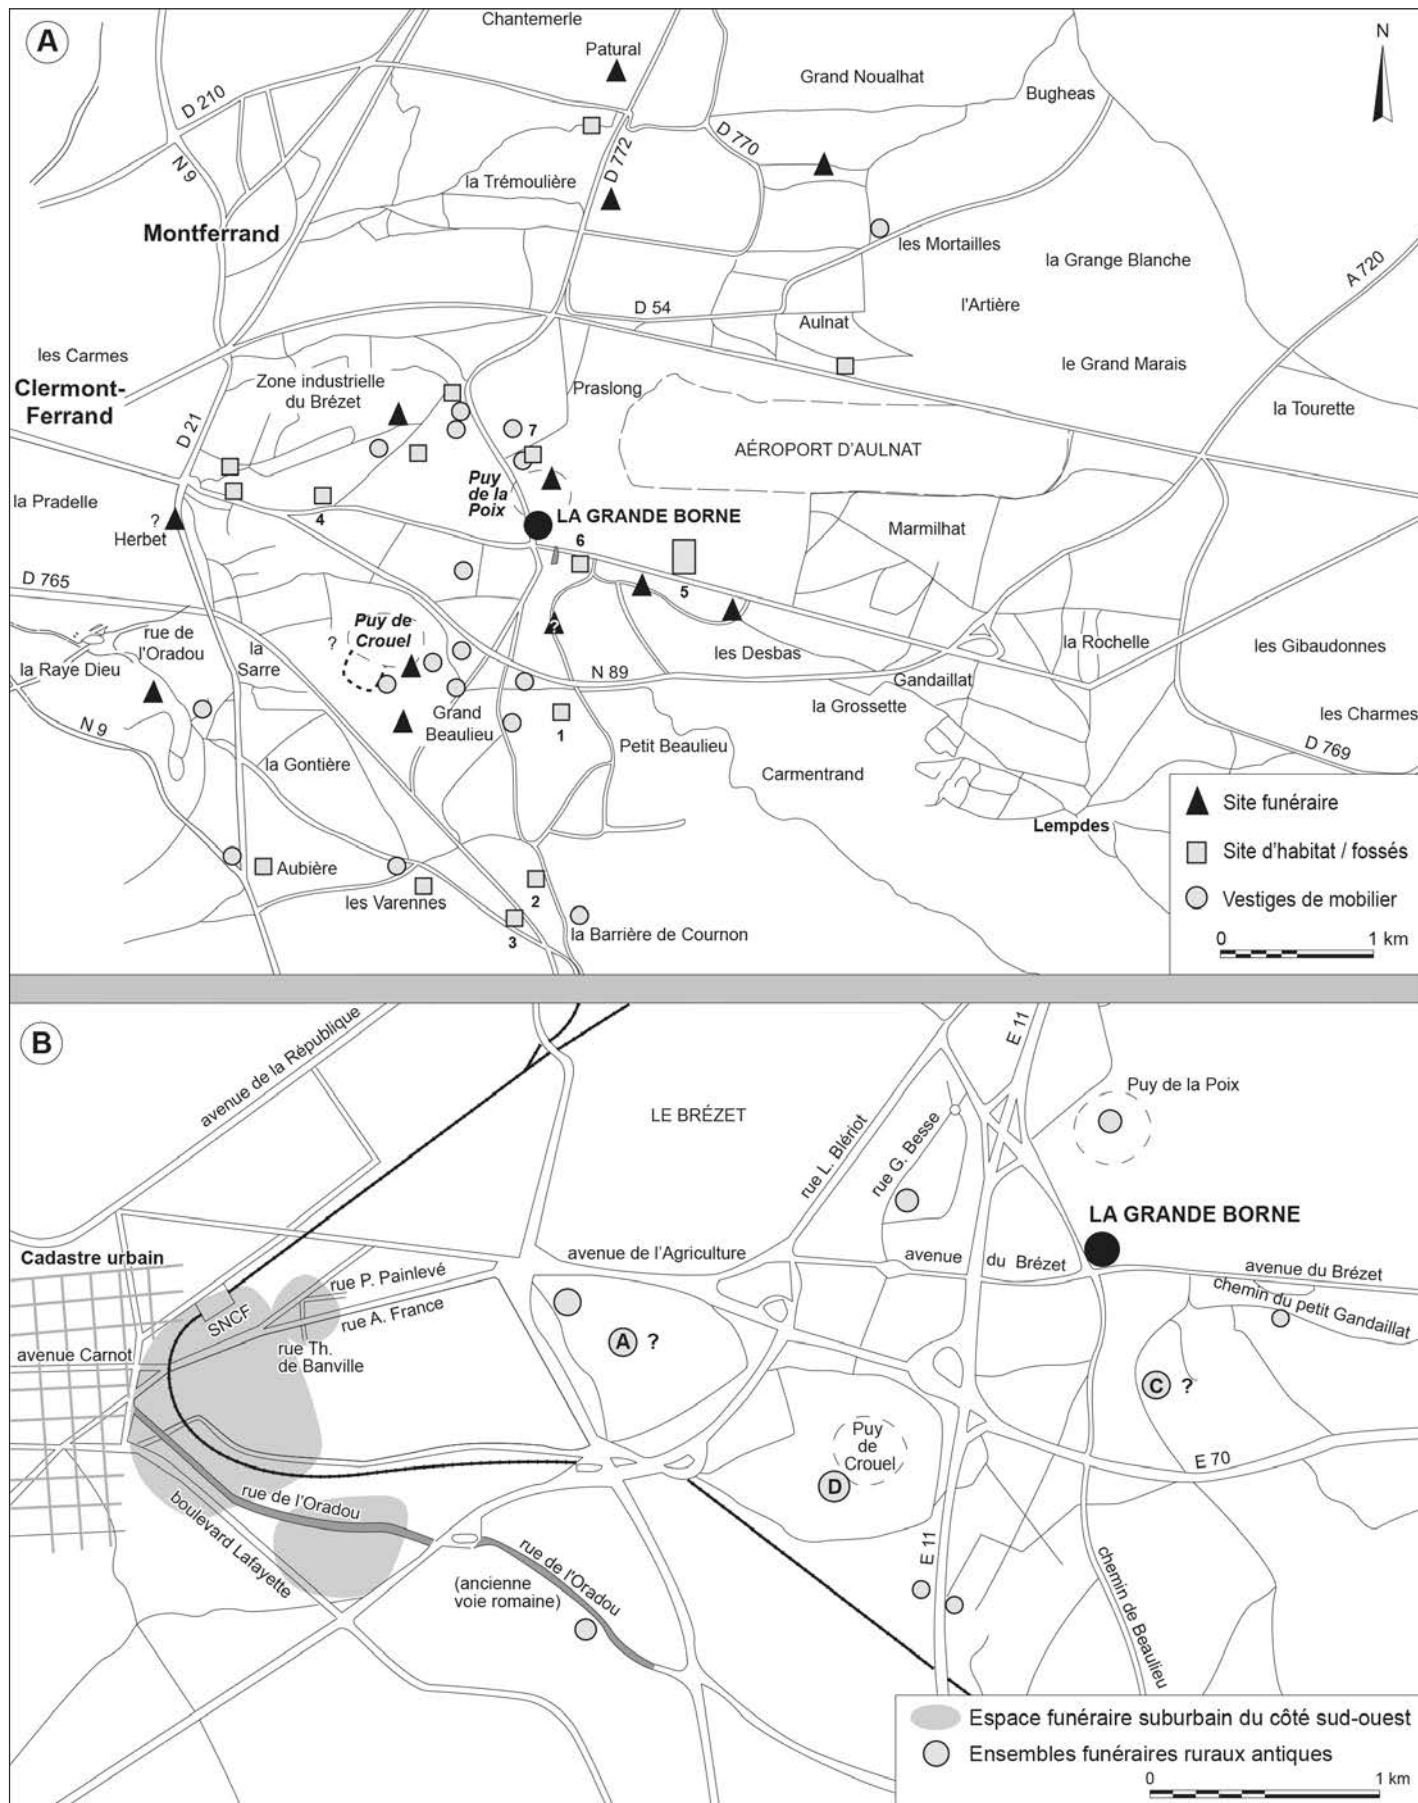 A
Chantemerle
Patural
N
Grand Noualhat
Bugheas
D 210
D 770
N 9
D 772
la Trémoulière
Montferrand
les Mortailles
la Grange Blanche
A 720
l'Artière
D 54
Aulnat
les Carmes
le Grand Marais
Clermont-
Ferrand
Zone industrielle
du Brézet
Praslong
la Tourette
D 21
7
AÉROPORT D'AULNAT
Puy
de la
Poix
la Pradelle
4
?
Herbet
LA GRANDE BORNE
Marmilhat
6
5
D 765
Puy de
Crouel
?
?
rue de
l'Oradou
la
Sarre
la Rochelle
les Gibaudonnes
les Desbas
la Raye Dieu
N 89
Gandaillat
la Grossette
N 9
Grand
Beaulieu
les Charmes
1
Petit Beaulieu
D 769
la Gontière
Carmentrand
Lempdes
Aubière
les Varennes
2
3
la Barrière de Cournon
Site funéraire
Site d'habitat / fossés
Vestiges de mobilier
0 1 km
B
avenue de la République
E 11
Puy de la Poix
LE BRÉZET
rue L. Blériot
rue G. Besse
LA GRANDE BORNE
Cadastre urbain
avenue de l'Agriculture
avenue du Brézet
avenue du Brézet
rue P. Painlevé
chemin du petit Gandaillat
SNCF
rue A. France
avenue Carnot
rue Th.
de Banville
A ?
C ?
Puy
de
Crouel
E 70
D
rue de l'Oradou
boulevard Lafayette
E 11
rue de l'Oradou
(ancienne
voie romaine)
chemin de Beaulieu
Espace funéraire suburbain du côté sud-ouest
Ensembles funéraires ruraux antiques
0 1 km